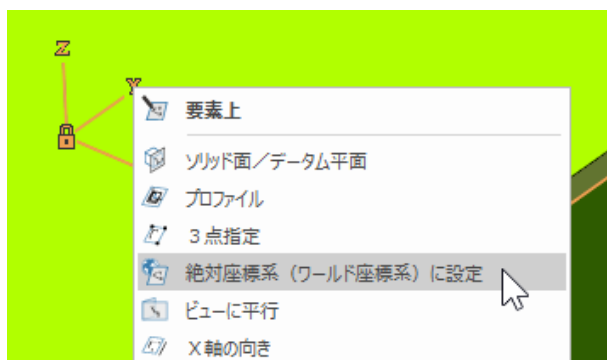 Z
Y
要素上
ソリッド面／データム平面
プロファイル
３点指定
絶対座標系（ワールド座標系）に設定
ビューに平行
X軸の向き